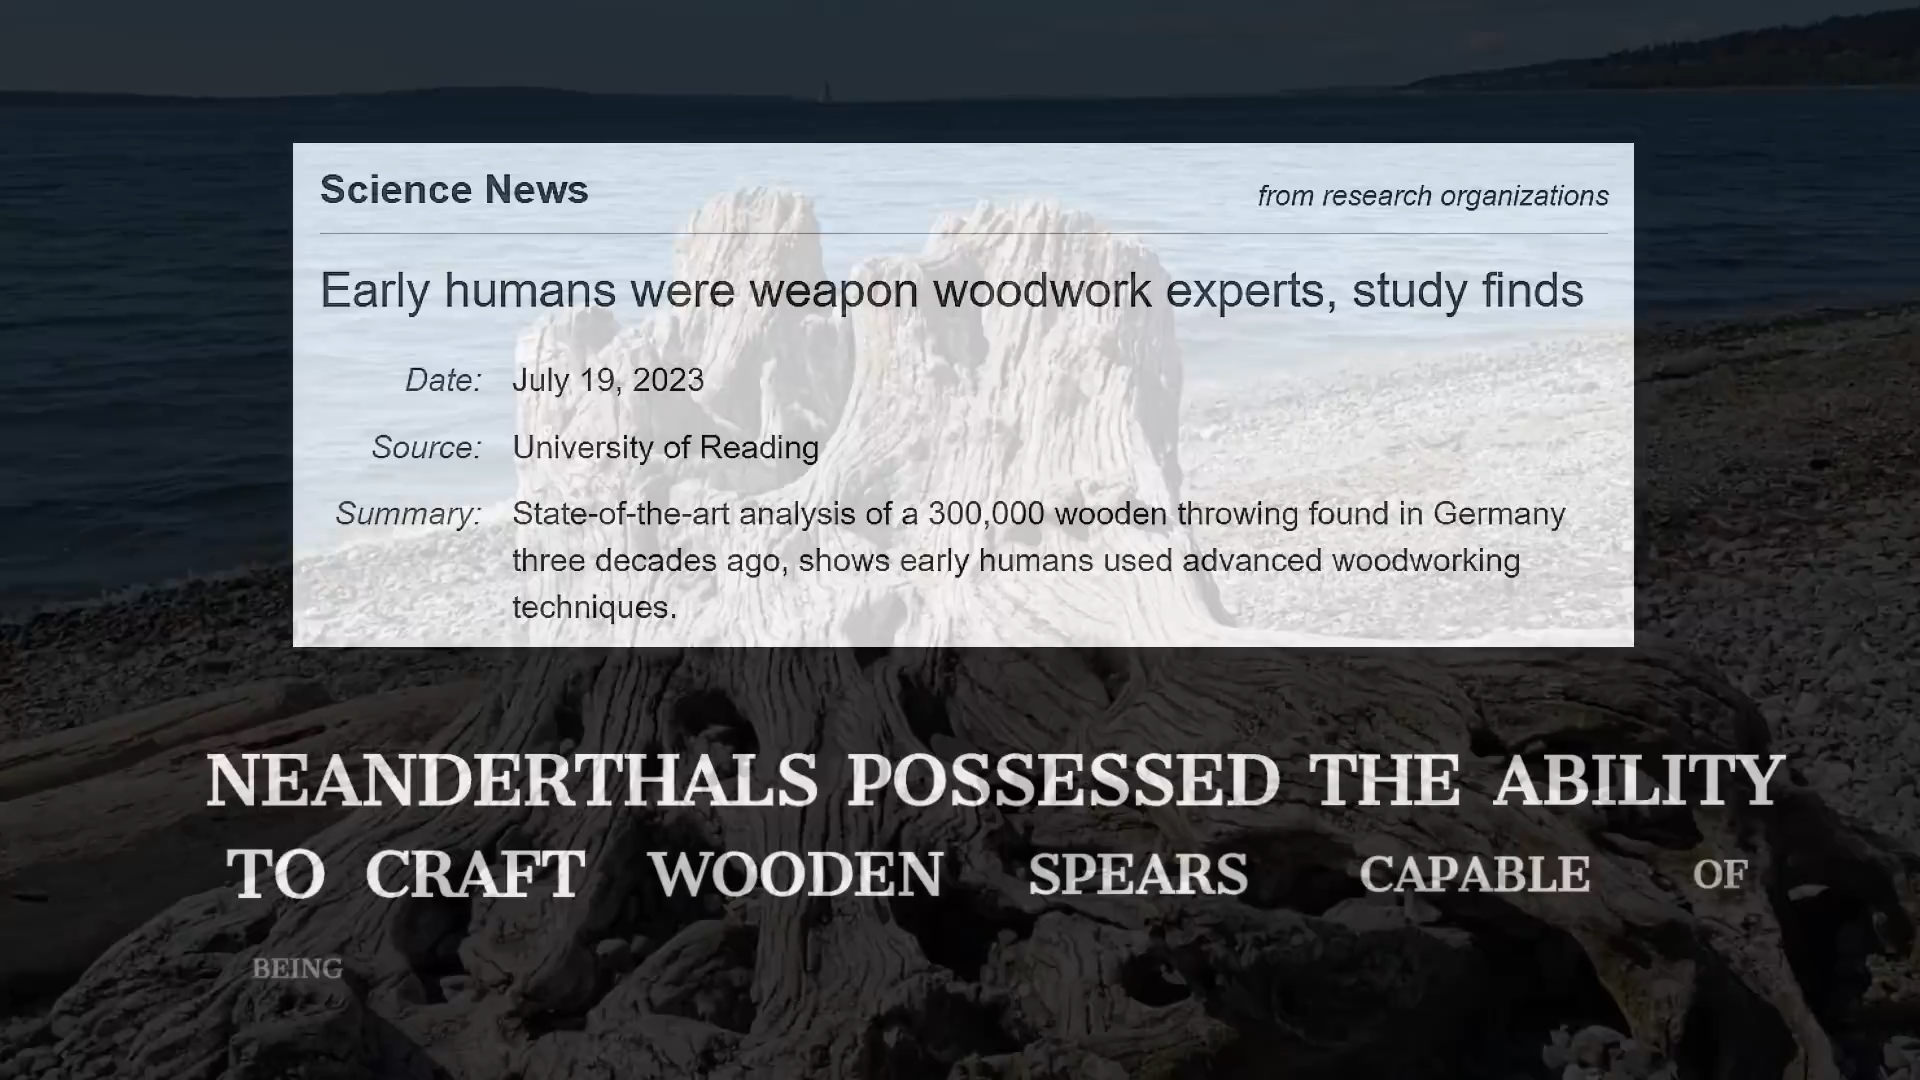 Science News
from research organizations
Early humans were weapon woodwork experts, study finds
Date: July 19, 2023
Source: University of Reading
Summary: State-of-the-art analysis of a 300,000 wooden throwing found in Germany
three decades ago, shows early humans used advanced woodworking
techniques.
NEANDERTHALS POSSESSED THE ABILITY
TO CRAFT WOODEN SPEARS CAPABLE OF
BEING